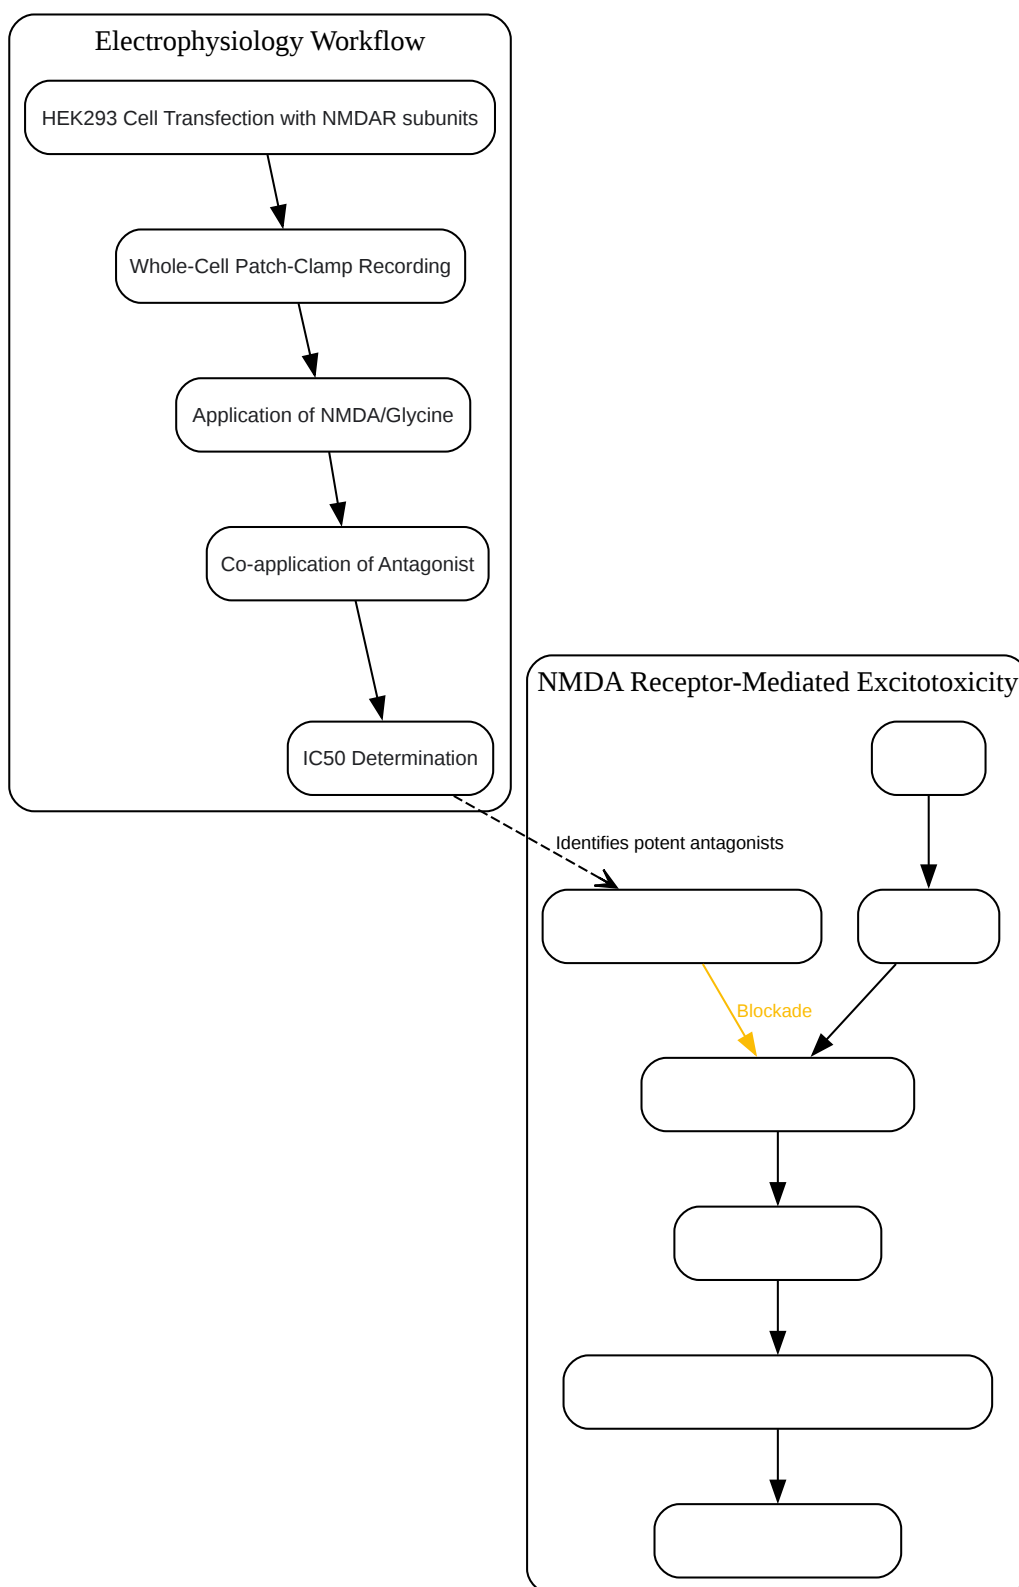 Electrophysiology Workflow
HEK293 Cell Transfection with NMDAR subunits
Whole-Cell Patch-Clamp Recording
Application of NMDA/Glycine
Co-application of Antagonist
IC50 Determination
NMDA Receptor-Mediated Excitotoxicity
Identifies potent antagonists
Blockade